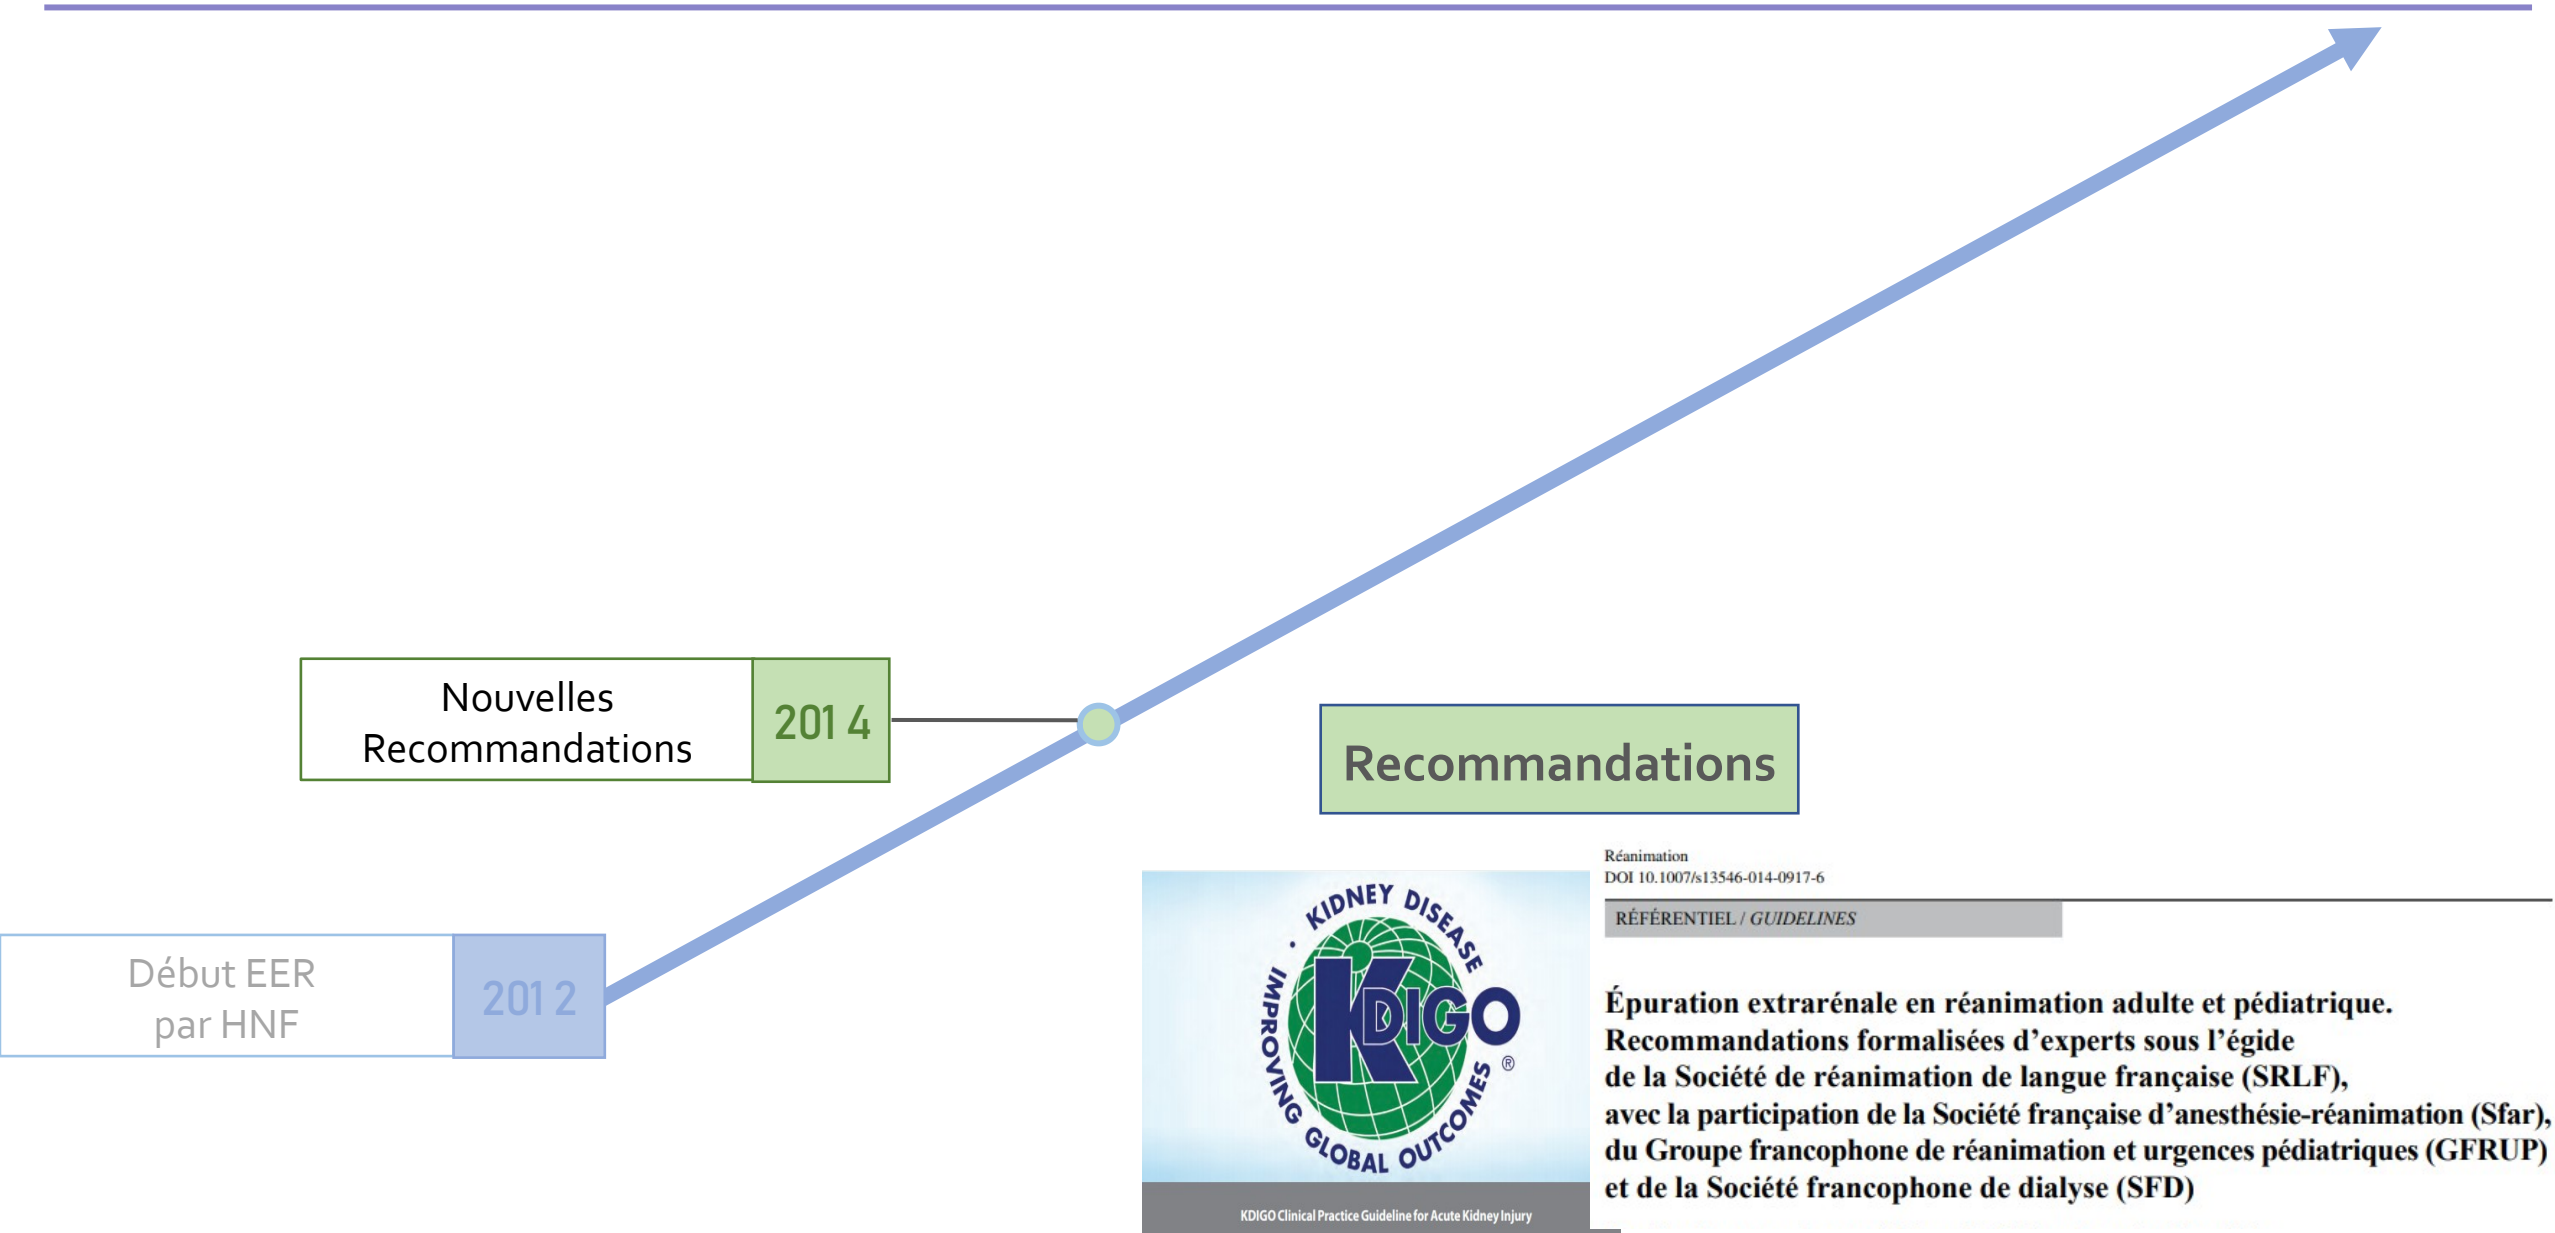 Nouvelles
Recommandations
201 4
Recommandations
Début EER
par HNF
201 2
KIDNEY DISEASE · IMPROVING GLOBAL OUTCOMES
KDIGO
®
KDIGO Clinical Practice Guideline for Acute Kidney Injury
Réanimation
DOI 10.1007/s13546-014-0917-6
RÉFÉRENTIEL / GUIDELINES
Épuration extrarénale en réanimation adulte et pédiatrique.
Recommandations formalisées d’experts sous l’égide
de la Société de réanimation de langue française (SRLF),
avec la participation de la Société française d’anesthésie-réanimation (Sfar),
du Groupe francophone de réanimation et urgences pédiatriques (GFRUP)
et de la Société francophone de dialyse (SFD)